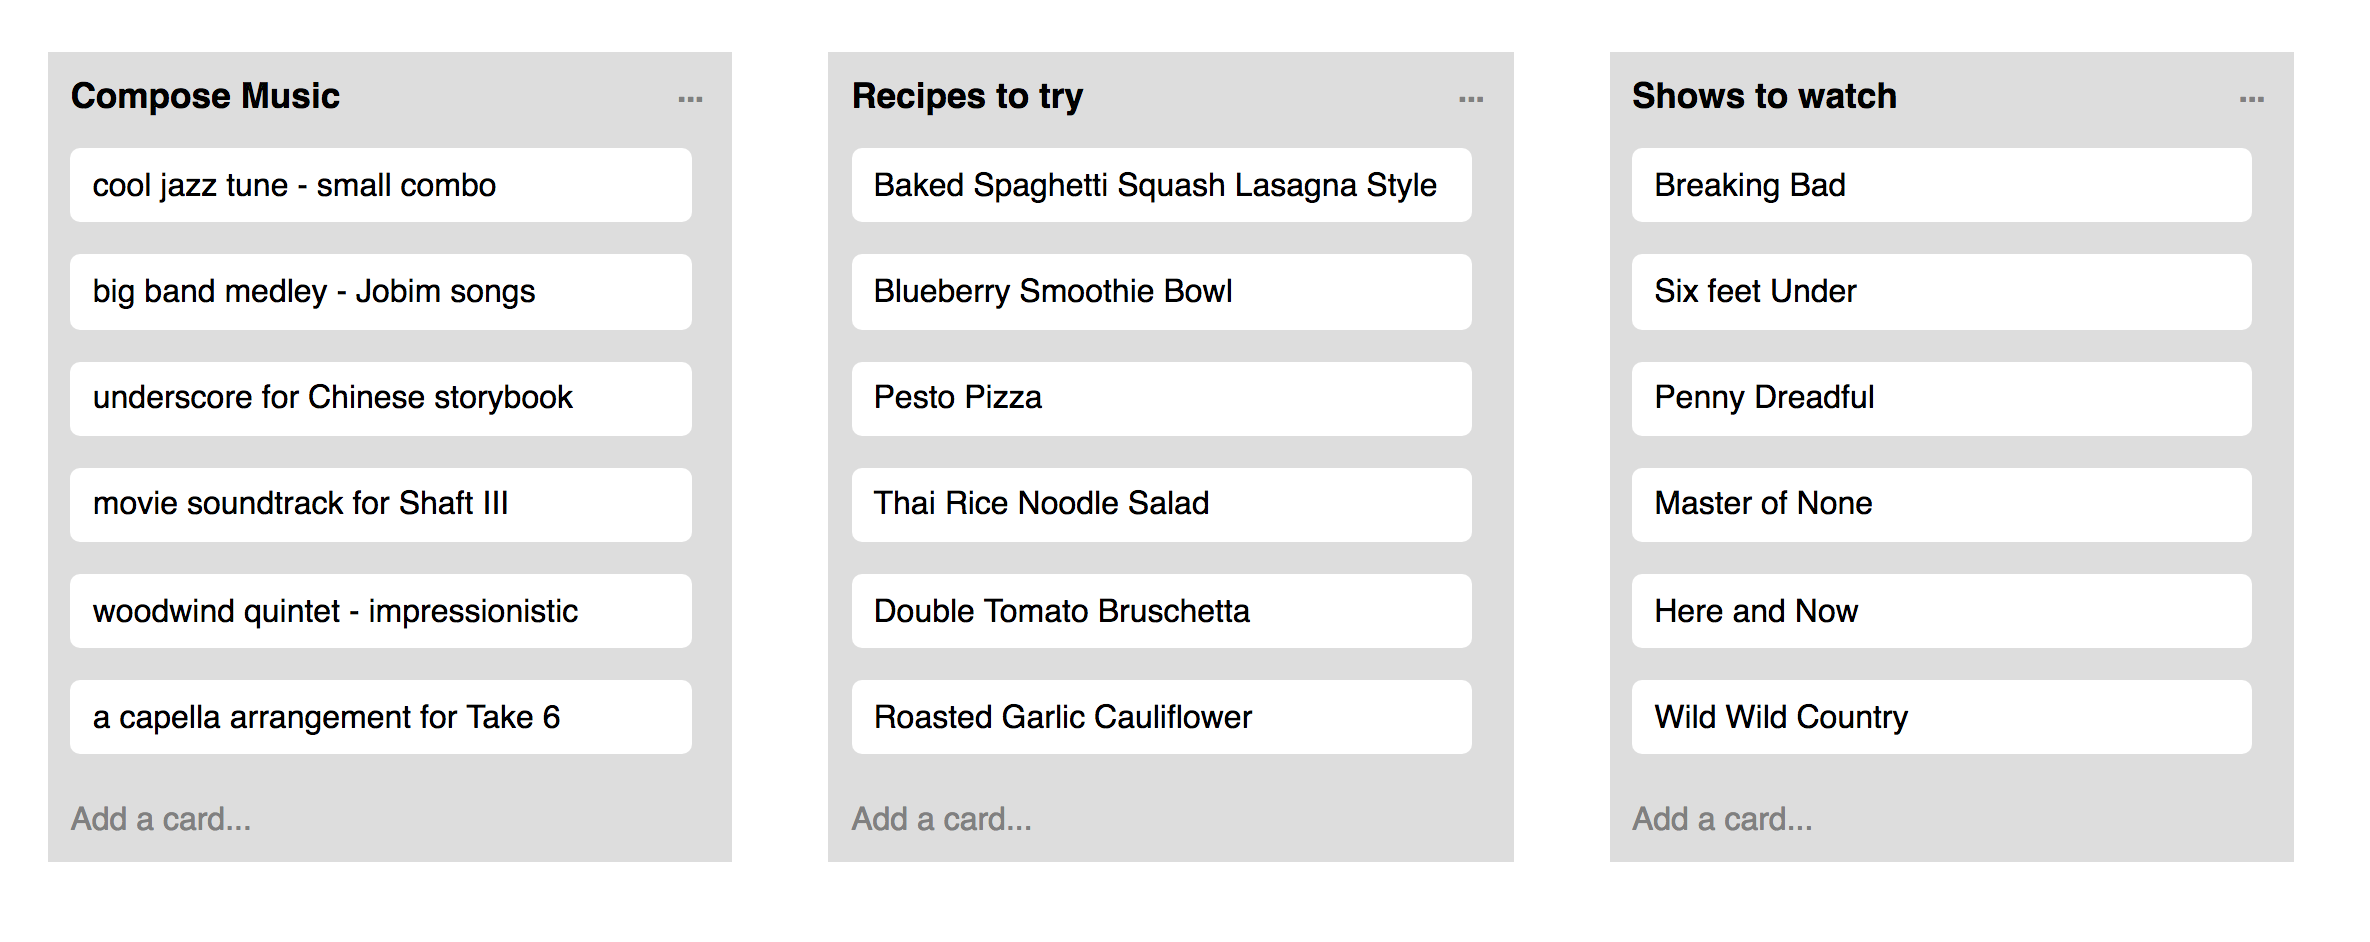 Compose Music ...
cool jazz tune - small combo
big band medley - Jobim songs
underscore for Chinese storybook
movie soundtrack for Shaft III
woodwind quintet - impressionistic
a capella arrangement for Take 6
Add a card...
Recipes to try ...
Baked Spaghetti Squash Lasagna Style
Blueberry Smoothie Bowl
Pesto Pizza
Thai Rice Noodle Salad
Double Tomato Bruschetta
Roasted Garlic Cauliflower
Add a card...
Shows to watch ...
Breaking Bad
Six feet Under
Penny Dreadful
Master of None
Here and Now
Wild Wild Country
Add a card...